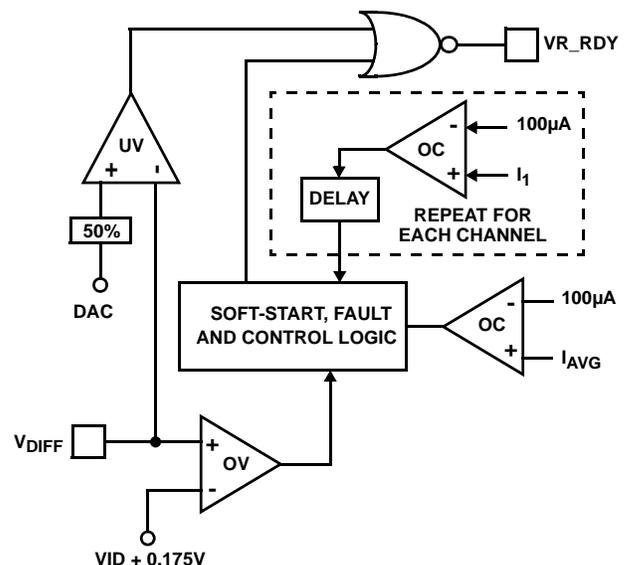 VR_RDY
UV
+ -
50%
DAC
- 100µA
OC
+ I1
DELAY
REPEAT FOR
EACH CHANNEL
SOFT-START, FAULT
AND CONTROL LOGIC
- 100µA
OC
+ IAVG
VDIFF
+
OV
-
VID + 0.175V